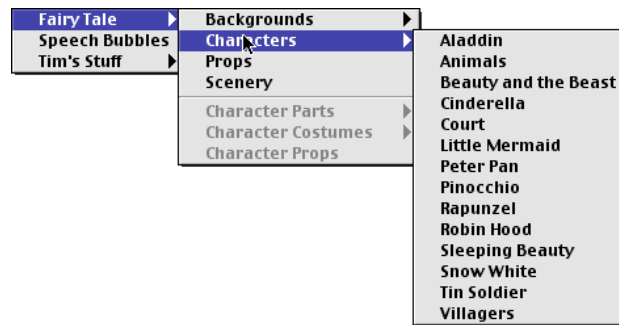 Fairy Tale
Speech Bubbles
Tim's Stuff
Backgrounds
Characters
Props
Scenery
Character Parts
Character Costumes
Character Props
Aladdin
Animals
Beauty and the Beast
Cinderella
Court
Little Mermaid
Peter Pan
Pinocchio
Rapunzel
Robin Hood
Sleeping Beauty
Snow White
Tin Soldier
Villagers